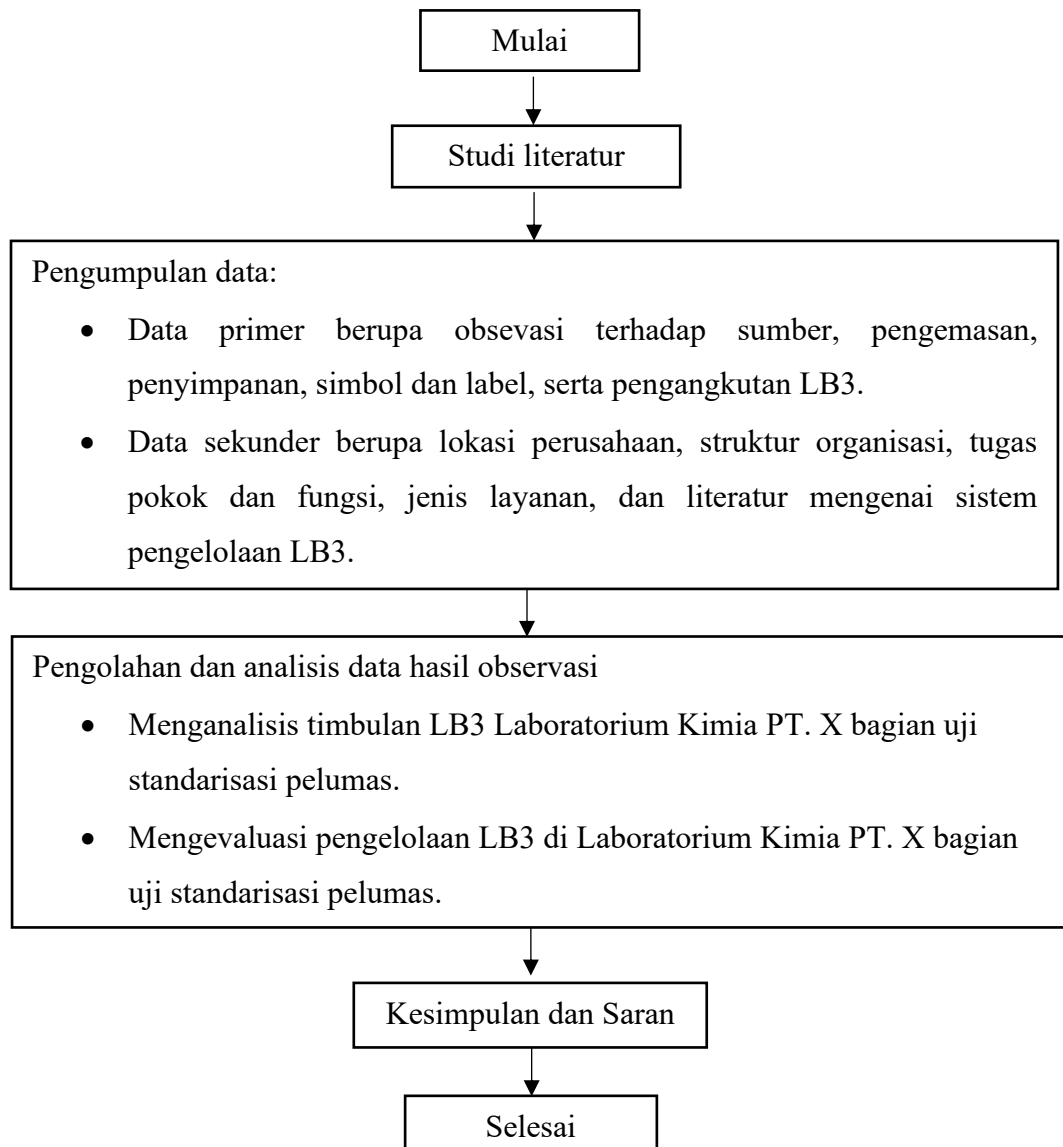 Mulai
Studi literatur
Pengumpulan data:
• Data primer berupa obsevasi terhadap sumber, pengemasan,
penyimpanan, simbol dan label, serta pengangkutan LB3.
• Data sekunder berupa lokasi perusahaan, struktur organisasi, tugas
pokok dan fungsi, jenis layanan, dan literatur mengenai sistem
pengelolaan LB3.
Pengolahan dan analisis data hasil observasi
• Menganalisis timbulan LB3 Laboratorium Kimia PT. X bagian uji
standarisasi pelumas.
• Mengevaluasi pengelolaan LB3 di Laboratorium Kimia PT. X bagian
uji standarisasi pelumas.
Kesimpulan dan Saran
Selesai